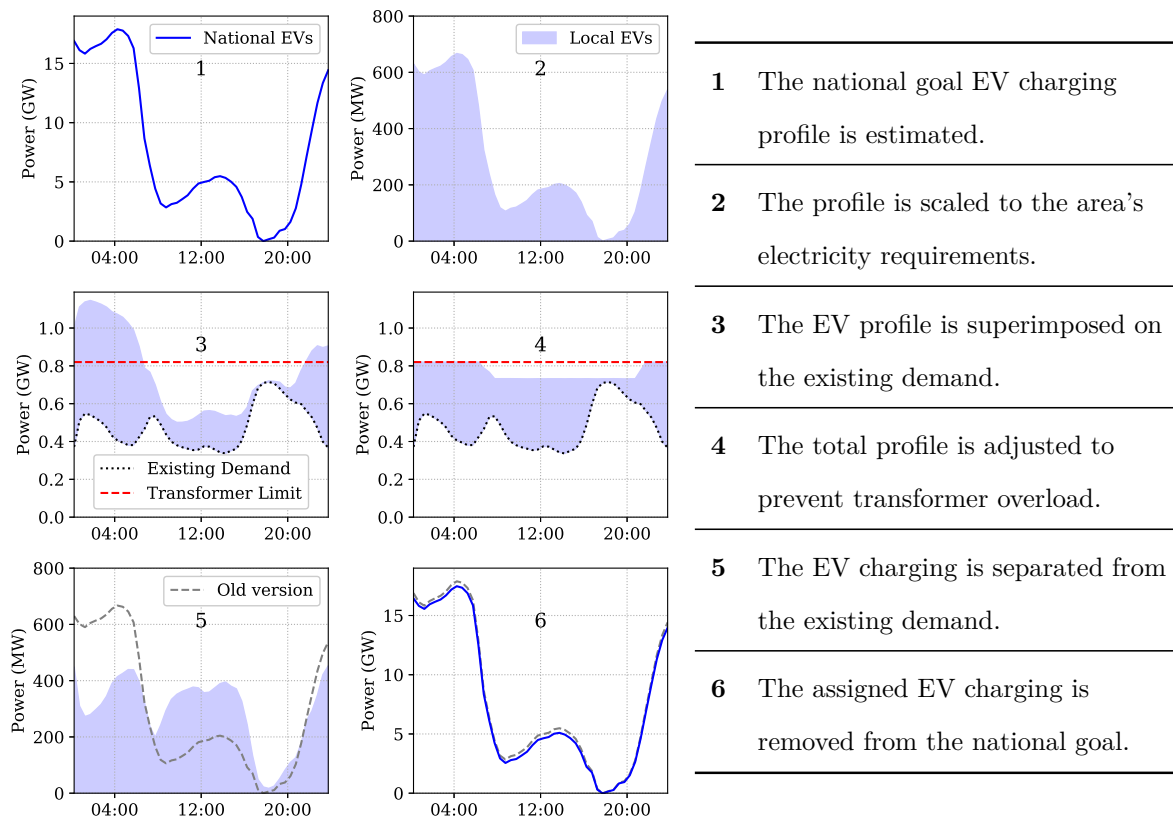 National EVs
1
Power (GW)
15
10
5
0
04:00 12:00 20:00
Local EVs
2
Power (MW)
800
600
400
200
0
04:00 12:00 20:00
3
Power (GW)
1.0
0.8
0.6
0.4
0.2
0.0
Existing Demand
Transformer Limit
04:00 12:00 20:00
4
Power (GW)
1.0
0.8
0.6
0.4
0.2
0.0
04:00 12:00 20:00
Old version
5
Power (MW)
800
600
400
200
0
04:00 12:00 20:00
6
Power (GW)
15
10
5
0
04:00 12:00 20:00
1 The national goal EV charging
profile is estimated.
2 The profile is scaled to the area's
electricity requirements.
3 The EV profile is superimposed on
the existing demand.
4 The total profile is adjusted to
prevent transformer overload.
5 The EV charging is separated from
the existing demand.
6 The assigned EV charging is
removed from the national goal.